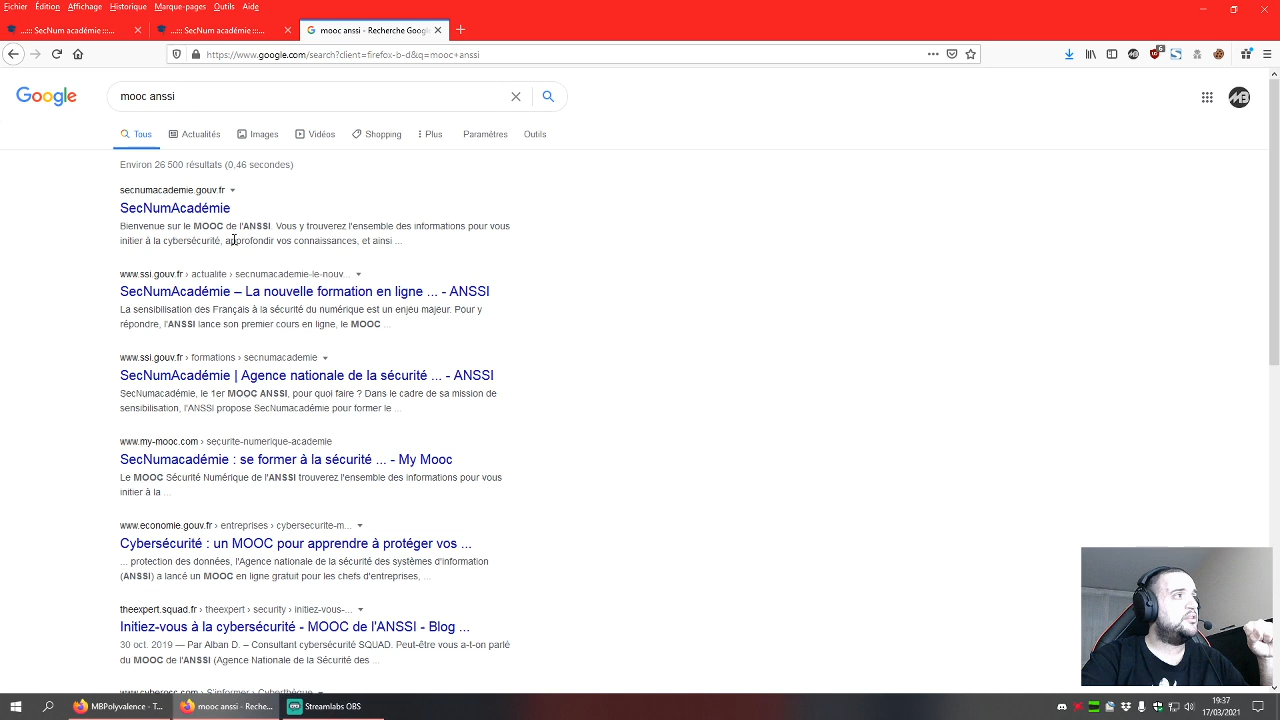 Fichier Édition Affichage Historique Marque-pages Outils Aide
...::: SecNum académie :::...
...::: SecNum académie :::...
mooc anssi - Recherche Google
https://www.google.com/search?client=firefox-b-d&q=mooc+anssi
Google
mooc anssi
Tous Actualités Images Vidéos Shopping Plus Paramètres Outils
Environ 26 500 résultats (0,46 secondes)
secnumacademie.gouv.fr
SecNumAcadémie
Bienvenue sur le MOOC de l'ANSSI. Vous y trouverez l'ensemble des informations pour vous
initier à la cybersécurité, approfondir vos connaissances, et ainsi ...
www.ssi.gouv.fr › actualite › secnumacademie-le-nouv...
SecNumAcadémie – La nouvelle formation en ligne ... - ANSSI
La sensibilisation des Français à la sécurité du numérique est un enjeu majeur. Pour y
répondre, l'ANSSI lance son premier cours en ligne, le MOOC ...
www.ssi.gouv.fr › formations › secnumacademie
SecNumAcadémie | Agence nationale de la sécurité ... - ANSSI
SecNumacadémie, le 1er MOOC ANSSI, pour quoi faire ? Dans le cadre de sa mission de
sensibilisation, l'ANSSI propose SecNumacadémie pour former le ...
www.my-mooc.com › securite-numerique-academie
SecNumacadémie : se former à la sécurité ... - My Mooc
Le MOOC Sécurité Numérique de l'ANSSI trouverez l'ensemble des informations pour vous
initier à la ...
www.economie.gouv.fr › entreprises › cybersecurite-m...
Cybersécurité : un MOOC pour apprendre à protéger vos ...
... protection des données, l'Agence nationale de la sécurité des systèmes d'information
(ANSSI) a lancé un MOOC en ligne gratuit pour les chefs d'entreprises, ...
theexpert.squad.fr › theexpert › security › initiez-vous-...
Initiez-vous à la cybersécurité - MOOC de l'ANSSI - Blog ...
30 oct. 2019 — Par Alban D. – Consultant cybersécurité SQUAD. Peut-être vous a-t-on parlé
du MOOC de l'ANSSI (Agence Nationale de la Sécurité des ...
www.cyberocc.com › S'informer › Cyberthèque
MBPolyvalence - T...
mooc anssi - Reche...
Streamlabs OBS
19:37
17/03/2021